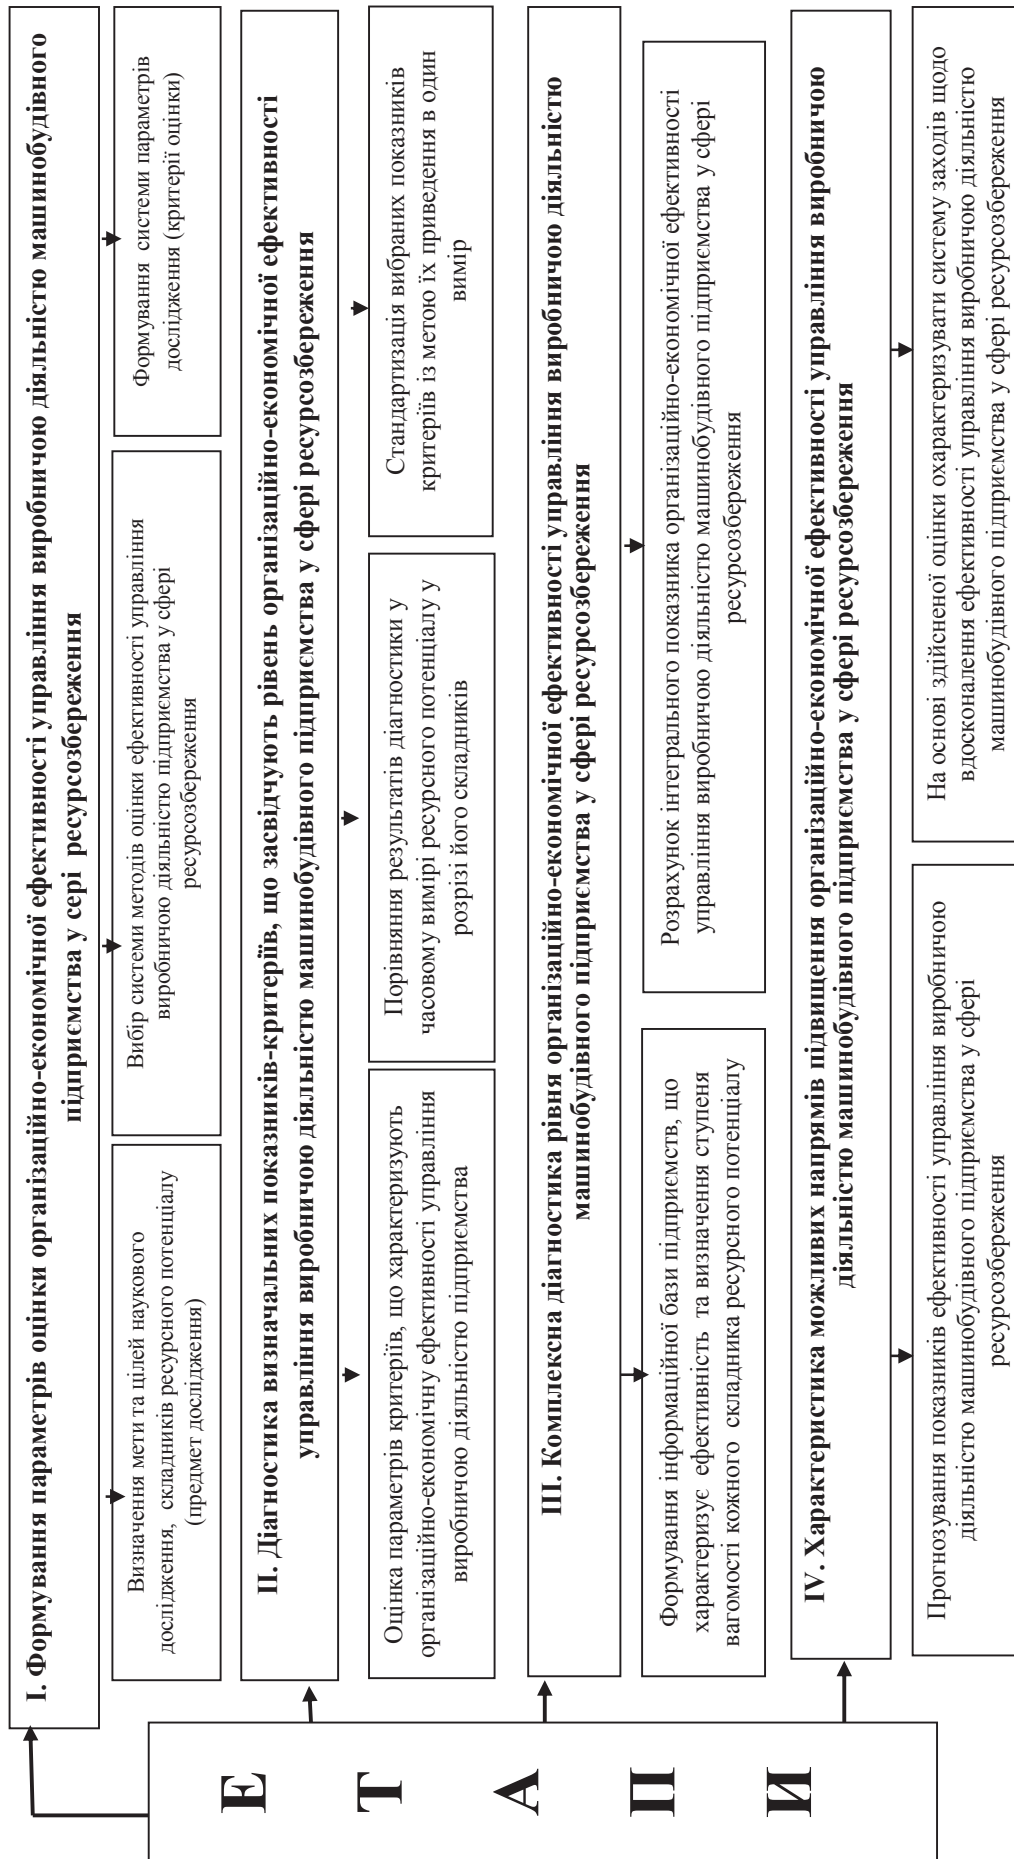 ЕТАПИ
І. Формування параметрів оцінки організаційно-економічної ефективності управління виробничою діяльністю машинобудівного
підприємства у сері ресурсозбереження
Визначення мети та цілей наукового
дослідження, складників ресурсного потенціалу
(предмет дослідження)
Вибір системи методів оцінки ефективності управління
виробничою діяльністю підприємства у сфері
ресурсозбереження
Формування системи параметрів
дослідження (критерії оцінки)
ІІ. Діагностика визначальних показників-критеріїв, що засвідчують рівень організаційно-економічної ефективності
управління виробничою діяльністю машинобудівного підприємства у сфері ресурсозбереження
Оцінка параметрів критеріїв, що характеризують
організаційно-економічну ефективності управління
виробничою діяльністю підприємства
Порівняння результатів діагностики у
часовому вимірі ресурсного потенціалу у
розрізі його складників
Стандартизація вибраних показників
критеріїв із метою їх приведення в один
вимір
ІІІ. Комплексна діагностика рівня організаційно-економічної ефективності управління виробничою діяльністю
машинобудівного підприємства у сфері ресурсозбереження
Формування інформаційної бази підприємств, що
характеризує ефективність та визначення ступеня
вагомості кожного складника ресурсного потенціалу
Розрахунок інтегрального показника організаційно-економічної ефективності
управління виробничою діяльністю машинобудівного підприємства у сфері
ресурсозбереження
IV. Характеристика можливих напрямів підвищення організаційно-економічної ефективності управління виробничою
діяльністю машинобудівного підприємства у сфері ресурсозбереження
Прогнозування показників ефективності управління виробничою
діяльністю машинобудівного підприємства у сфері
ресурсозбереження
На основі здійсненої оцінки охарактеризувати систему заходів щодо
вдосконалення ефективності управління виробничою діяльністю
машинобудівного підприємства у сфері ресурсозбереження